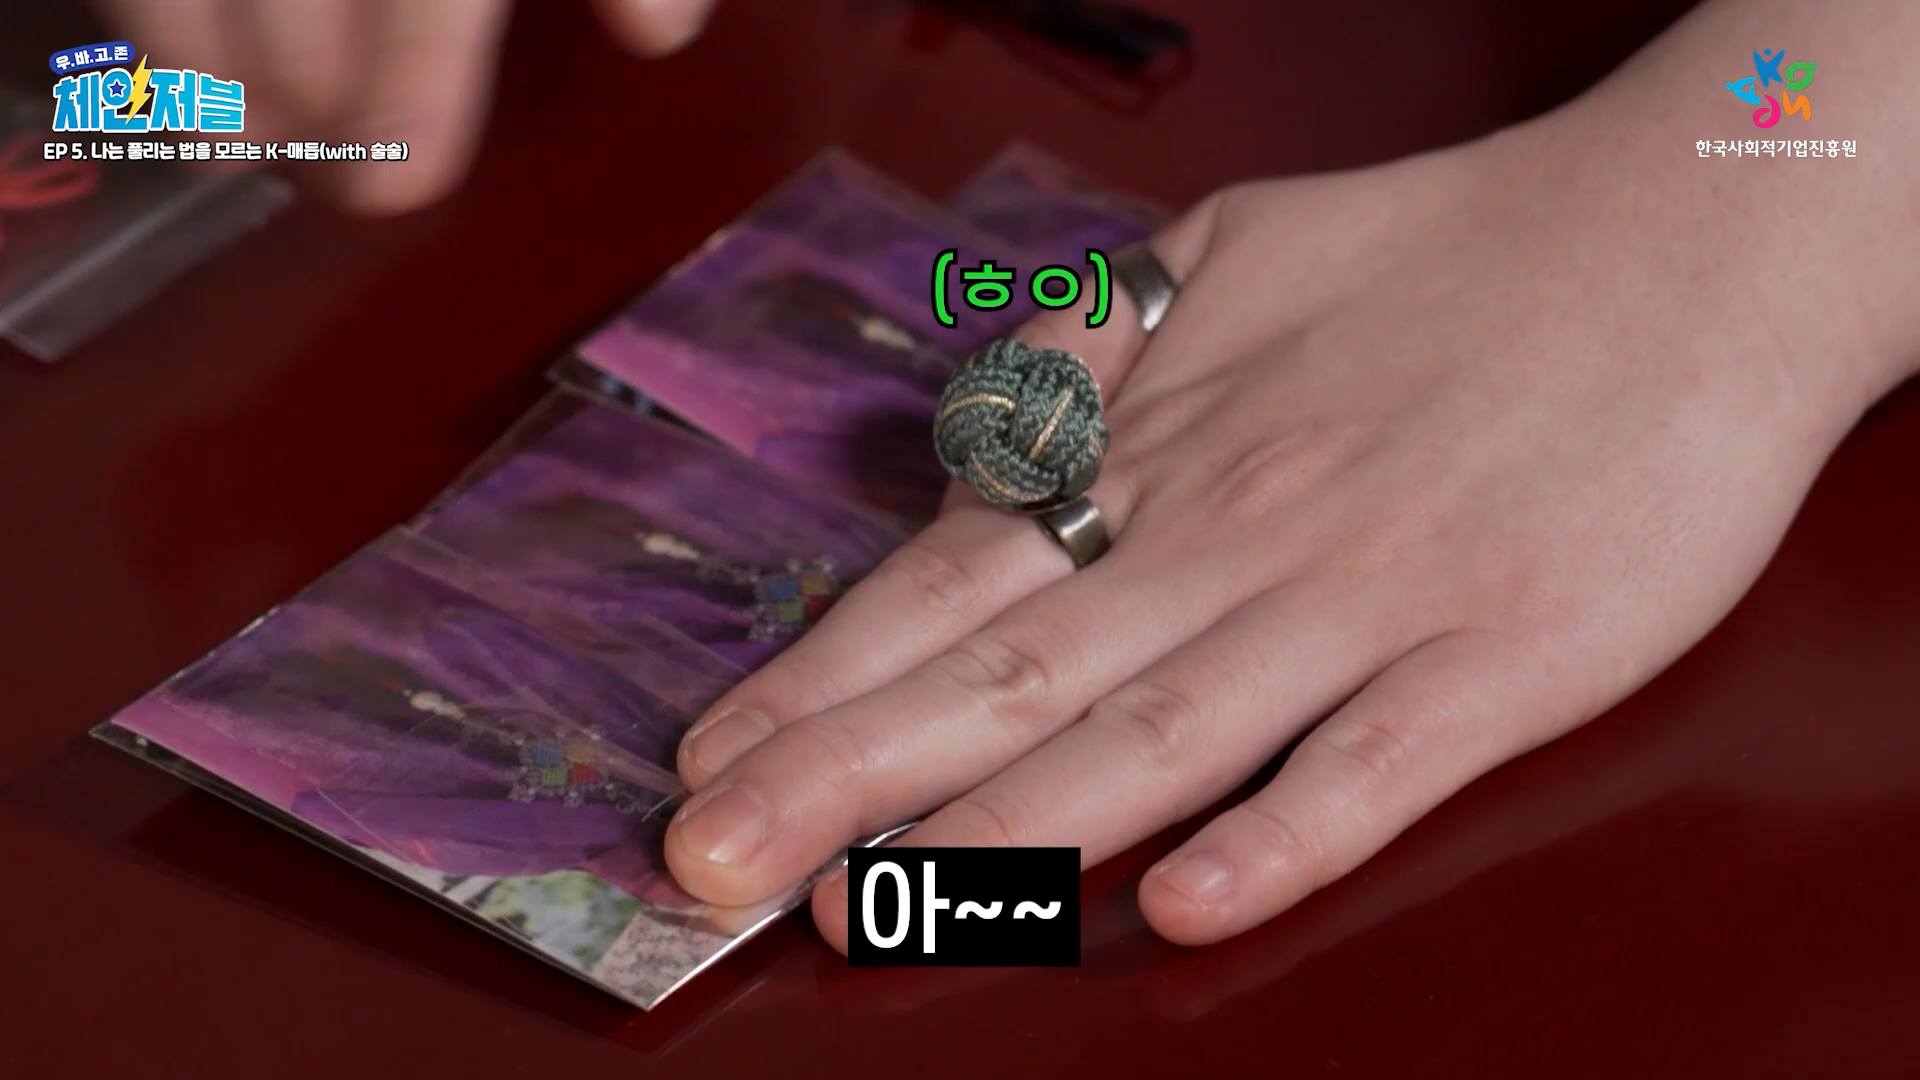 우.바.고.존
체인저블
EP 5. 나는 풀리는 법을 모르는 K-매듭(with 술술)
KOgUa
한국사회적기업진흥원
(ㅎㅇ)
아~~